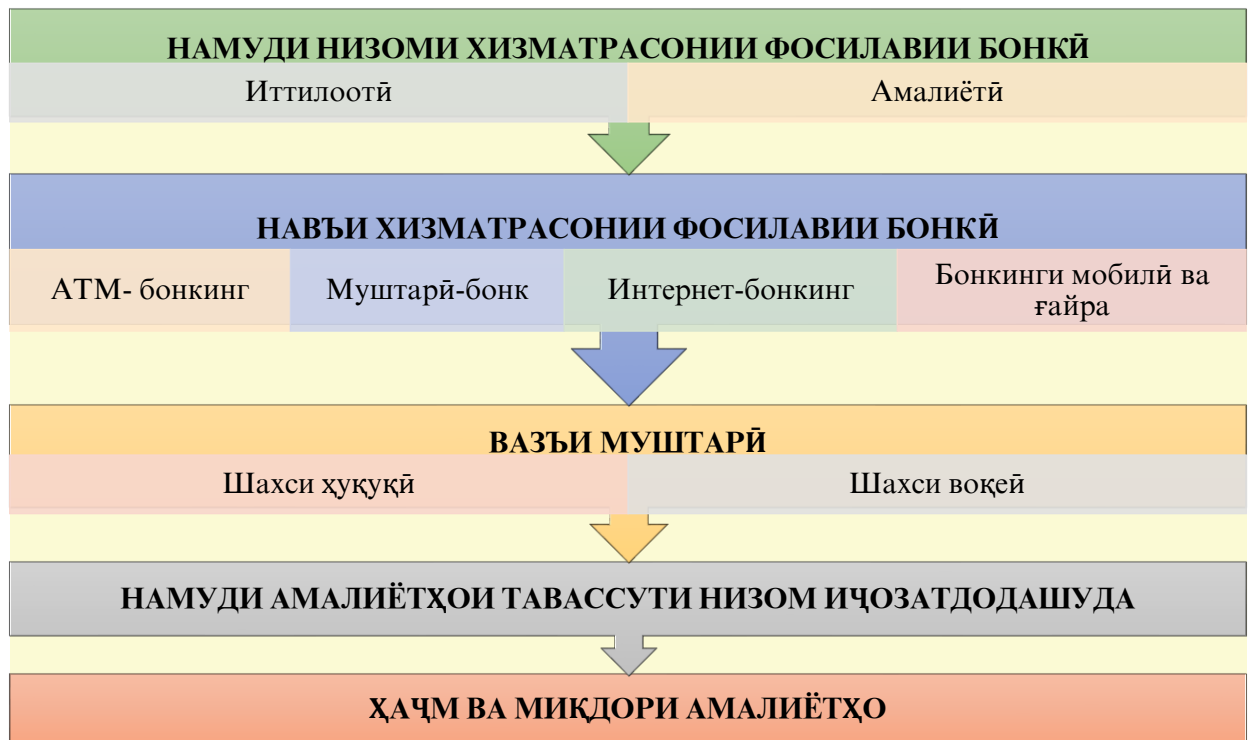 НАМУДИ НИЗОМИ ХИЗМАТРАСОНИИ ФОСИЛАВИИ БОНКӢ
Иттилоотӣ
Амалиётӣ
НАВЪИ ХИЗМАТРАСОНИИ ФОСИЛАВИИ БОНКӢ
АТМ- бонкинг
Муштарӣ-бонк
Интернет-бонкинг
Бонкинги мобилӣ ва
ғайра
ВАЗЪИ МУШТАРӢ
Шахси ҳуқуқӣ
Шахси воқеӣ
НАМУДИ АМАЛИЁТҲОИ ТАВАССУТИ НИЗОМ ИҶОЗАТДОДАШУДА
ҲАҶМ ВА МИҚДОРИ АМАЛИЁТҲО